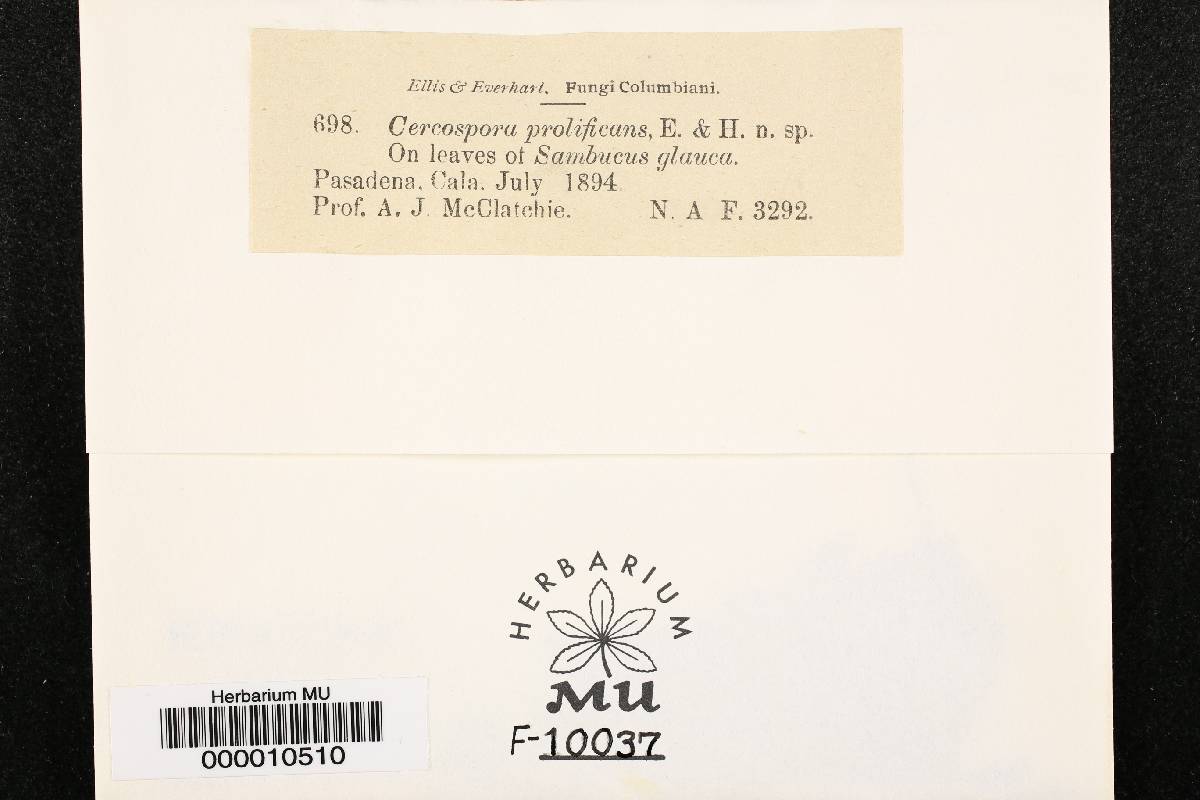 Ellis & Everhart. Fungi Columbiani.
698. Cercospora prolificans, E. & H. n. sp.
On leaves of Sambucus glauca.
Pasadena, Cala. July 1894
Prof. A. J. McClatchie. N. A F. 3292.
HERBARIUM
MU
F-10037
Herbarium MU
000010510